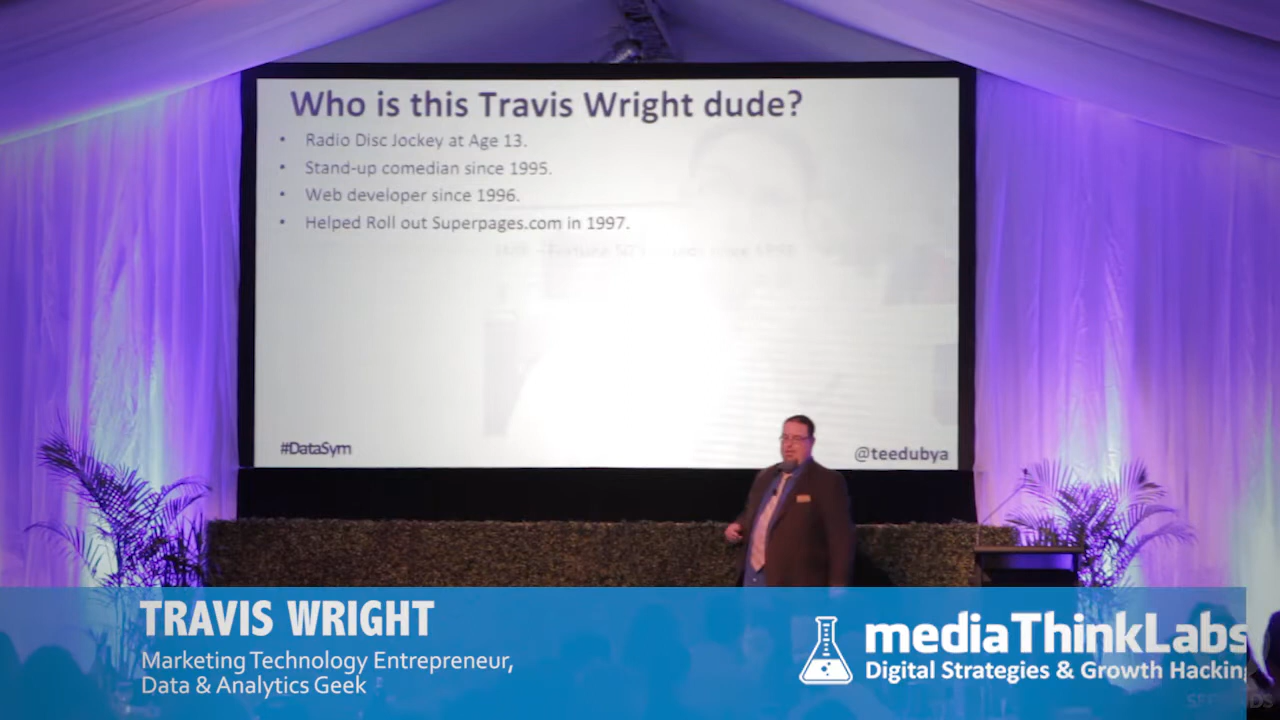 Who is this Travis Wright dude?
• Radio Disc Jockey at Age 13.
• Stand-up comedian since 1995.
• Web developer since 1996.
• Helped Roll out Superpages.com in 1997.
#DataSym
@teedubya
TRAVIS WRIGHT
Marketing Technology Entrepreneur,
Data & Analytics Geek
mediaThinkLabs
Digital Strategies & Growth Hackin